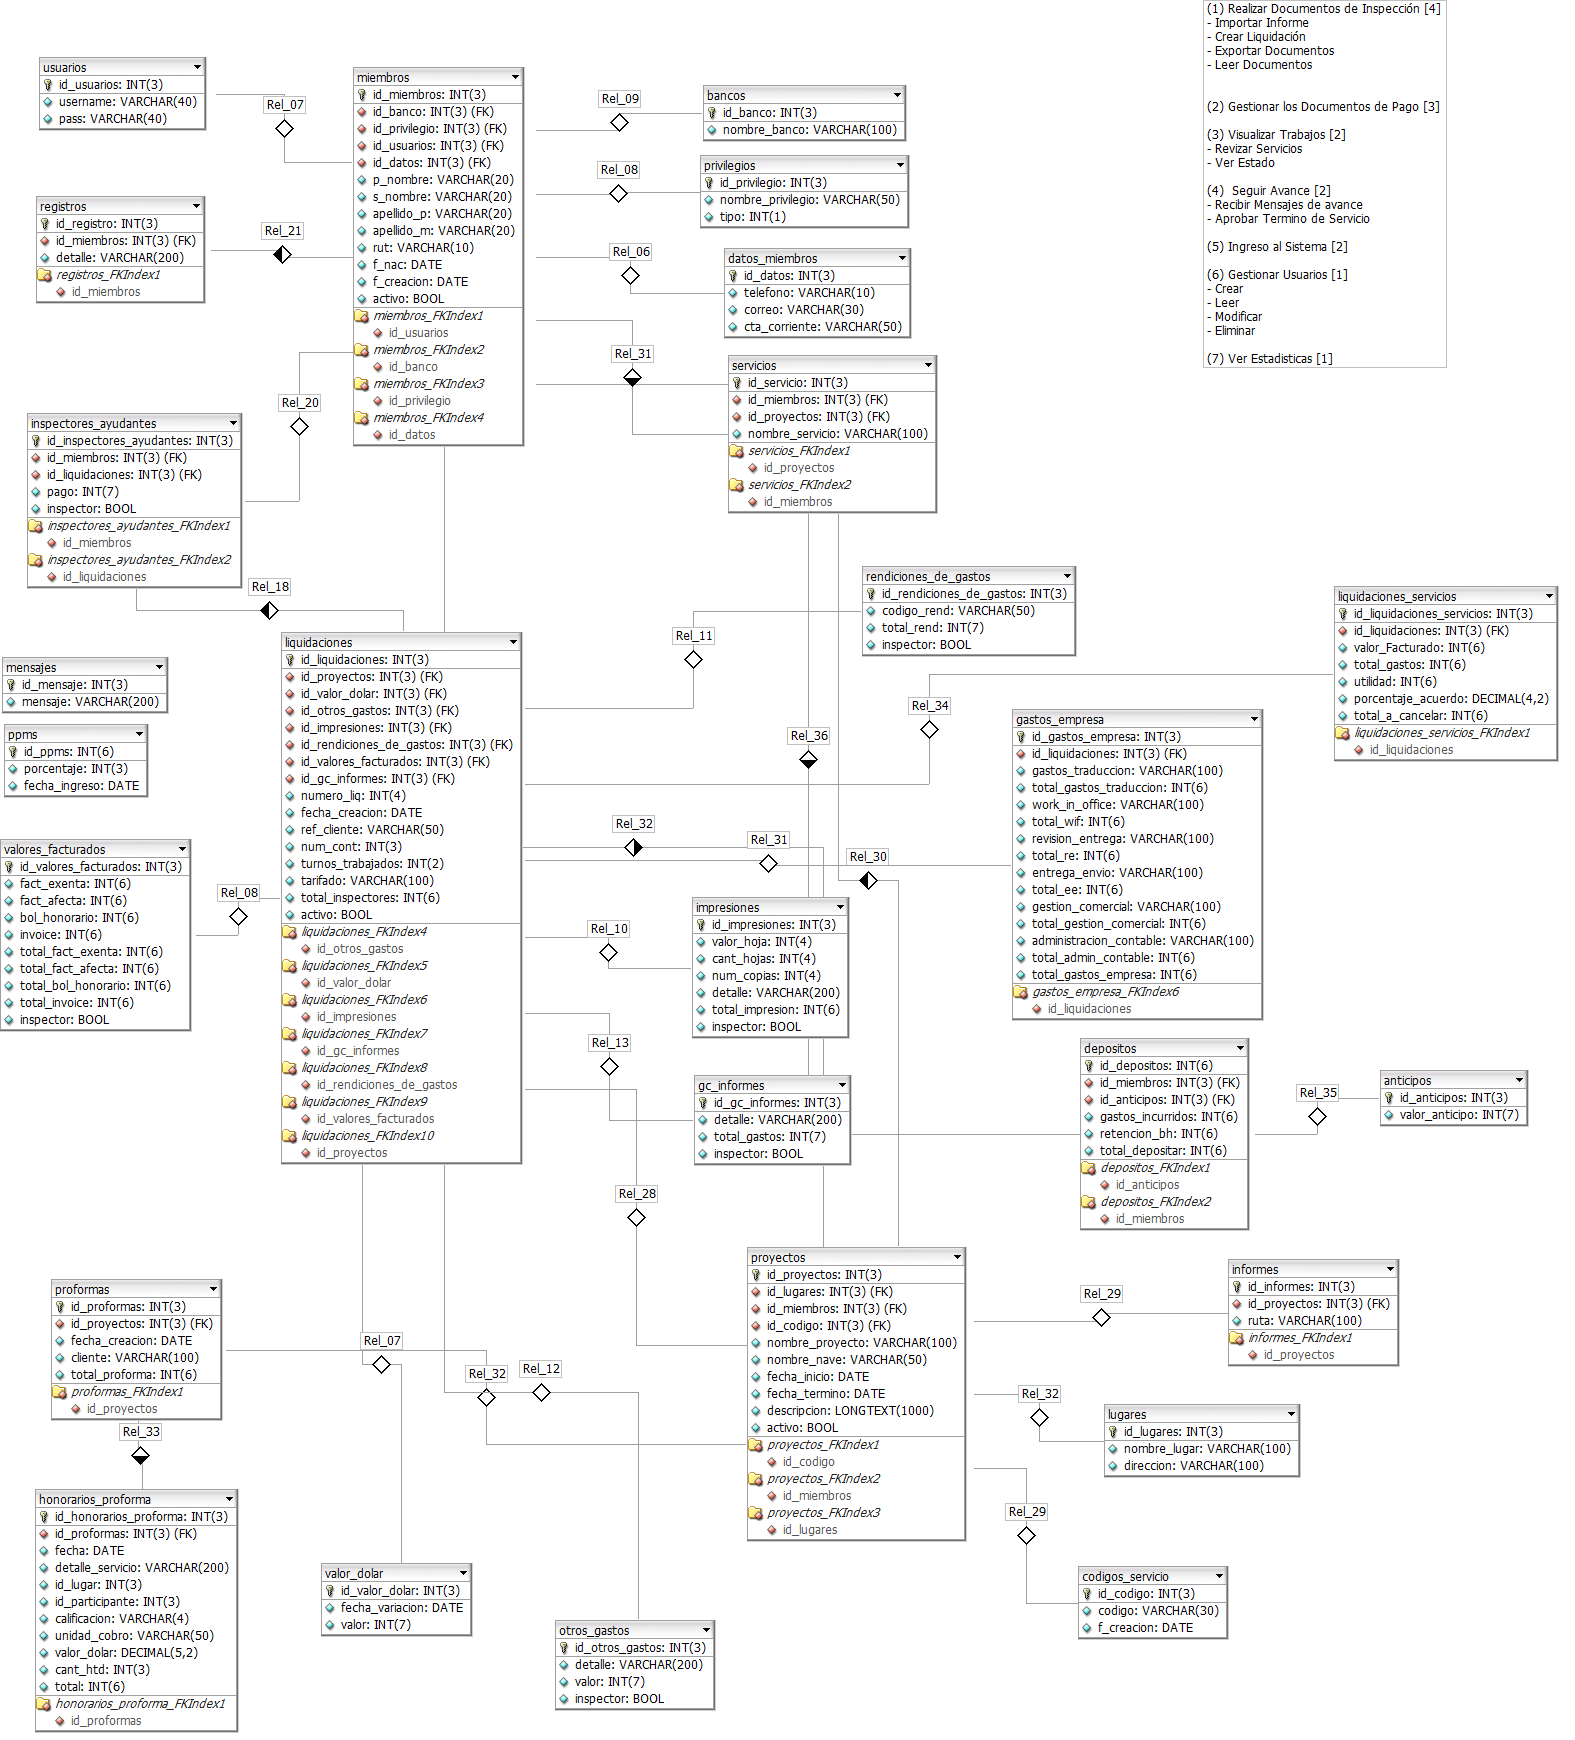 (1) Realizar Documentos de Inspección [4]
- Importar Informe
- Crear Liquidación
- Exportar Documentos
- Leer Documentos
(2) Gestionar los Documentos de Pago [3]
(3) Visualizar Trabajos [2]
- Revizar Servicios
- Ver Estado
(4)  Seguir Avance [2]
- Recibir Mensajes de avance
- Aprobar Termino de Servicio
(5) Ingreso al Sistema [2]
(6) Gestionar Usuarios [1]
- Crear
- Leer
- Modificar
- Eliminar
(7) Ver Estadisticas [1]
usuarios
id_usuarios: INT(3)
username: VARCHAR(40)
pass: VARCHAR(40)
Rel_07
miembros
id_miembros: INT(3)
id_banco: INT(3) (FK)
id_privilegio: INT(3) (FK)
id_usuarios: INT(3) (FK)
id_datos: INT(3) (FK)
p_nombre: VARCHAR(20)
s_nombre: VARCHAR(20)
apellido_p: VARCHAR(20)
apellido_m: VARCHAR(20)
rut: VARCHAR(10)
f_nac: DATE
f_creacion: DATE
activo: BOOL
miembros_FKIndex1
id_usuarios
miembros_FKIndex2
id_banco
miembros_FKIndex3
id_privilegio
miembros_FKIndex4
id_datos
Rel_09
bancos
id_banco: INT(3)
nombre_banco: VARCHAR(100)
Rel_08
privilegios
id_privilegio: INT(3)
nombre_privilegio: VARCHAR(50)
tipo: INT(1)
registros
id_registro: INT(3)
id_miembros: INT(3) (FK)
detalle: VARCHAR(200)
registros_FKIndex1
id_miembros
Rel_21
Rel_06
datos_miembros
id_datos: INT(3)
telefono: VARCHAR(10)
correo: VARCHAR(30)
cta_corriente: VARCHAR(50)
Rel_31
servicios
id_servicio: INT(3)
id_miembros: INT(3) (FK)
id_proyectos: INT(3) (FK)
nombre_servicio: VARCHAR(100)
servicios_FKIndex1
id_proyectos
servicios_FKIndex2
id_miembros
Rel_20
inspectores_ayudantes
id_inspectores_ayudantes: INT(3)
id_miembros: INT(3) (FK)
id_liquidaciones: INT(3) (FK)
pago: INT(7)
inspector: BOOL
inspectores_ayudantes_FKIndex1
id_miembros
inspectores_ayudantes_FKIndex2
id_liquidaciones
Rel_18
liquidaciones
id_liquidaciones: INT(3)
id_proyectos: INT(3) (FK)
id_valor_dolar: INT(3) (FK)
id_otros_gastos: INT(3) (FK)
id_impresiones: INT(3) (FK)
id_rendiciones_de_gastos: INT(3) (FK)
id_valores_facturados: INT(3) (FK)
id_gc_informes: INT(3) (FK)
numero_liq: INT(4)
fecha_creacion: DATE
ref_cliente: VARCHAR(50)
num_cont: INT(3)
turnos_trabajados: INT(2)
tarifado: VARCHAR(100)
total_inspectores: INT(6)
activo: BOOL
liquidaciones_FKIndex4
id_otros_gastos
liquidaciones_FKIndex5
id_valor_dolar
liquidaciones_FKIndex6
id_impresiones
liquidaciones_FKIndex7
id_gc_informes
liquidaciones_FKIndex8
id_rendiciones_de_gastos
liquidaciones_FKIndex9
id_valores_facturados
liquidaciones_FKIndex10
id_proyectos
Rel_11
rendiciones_de_gastos
id_rendiciones_de_gastos: INT(3)
codigo_rend: VARCHAR(50)
total_rend: INT(7)
inspector: BOOL
liquidaciones_servicios
id_liquidaciones_servicios: INT(3)
id_liquidaciones: INT(3) (FK)
valor_Facturado: INT(6)
total_gastos: INT(6)
utilidad: INT(6)
porcentaje_acuerdo: DECIMAL(4,2)
total_a_cancelar: INT(6)
liquidaciones_servicios_FKIndex1
id_liquidaciones
mensajes
id_mensaje: INT(3)
mensaje: VARCHAR(200)
ppms
id_ppms: INT(6)
porcentaje: INT(3)
fecha_ingreso: DATE
Rel_34
Rel_36
gastos_empresa
id_gastos_empresa: INT(3)
id_liquidaciones: INT(3) (FK)
gastos_traduccion: VARCHAR(100)
total_gastos_traduccion: INT(6)
work_in_office: VARCHAR(100)
total_wif: INT(6)
revision_entrega: VARCHAR(100)
total_re: INT(6)
entrega_envio: VARCHAR(100)
total_ee: INT(6)
gestion_comercial: VARCHAR(100)
total_gestion_comercial: INT(6)
administracion_contable: VARCHAR(100)
total_admin_contable: INT(6)
total_gastos_empresa: INT(6)
gastos_empresa_FKIndex6
id_liquidaciones
Rel_32
Rel_31
Rel_30
valores_facturados
id_valores_facturados: INT(3)
fact_exenta: INT(6)
fact_afecta: INT(6)
bol_honorario: INT(6)
invoice: INT(6)
total_fact_exenta: INT(6)
total_fact_afecta: INT(6)
total_bol_honorario: INT(6)
total_invoice: INT(6)
inspector: BOOL
Rel_08
Rel_10
impresiones
id_impresiones: INT(3)
valor_hoja: INT(4)
cant_hojas: INT(4)
num_copias: INT(4)
detalle: VARCHAR(200)
total_impresion: INT(6)
inspector: BOOL
Rel_13
gc_informes
id_gc_informes: INT(3)
detalle: VARCHAR(200)
total_gastos: INT(7)
inspector: BOOL
depositos
id_depositos: INT(6)
id_miembros: INT(3) (FK)
id_anticipos: INT(3) (FK)
gastos_incurridos: INT(6)
retencion_bh: INT(6)
total_depositar: INT(6)
depositos_FKIndex1
id_anticipos
depositos_FKIndex2
id_miembros
Rel_35
anticipos
id_anticipos: INT(3)
valor_anticipo: INT(7)
Rel_28
proyectos
id_proyectos: INT(3)
id_lugares: INT(3) (FK)
id_miembros: INT(3) (FK)
id_codigo: INT(3) (FK)
nombre_proyecto: VARCHAR(100)
nombre_nave: VARCHAR(50)
fecha_inicio: DATE
fecha_termino: DATE
descripcion: LONGTEXT(1000)
activo: BOOL
proyectos_FKIndex1
id_codigo
proyectos_FKIndex2
id_miembros
proyectos_FKIndex3
id_lugares
Rel_29
informes
id_informes: INT(3)
id_proyectos: INT(3) (FK)
ruta: VARCHAR(100)
informes_FKIndex1
id_proyectos
proformas
id_proformas: INT(3)
id_proyectos: INT(3) (FK)
fecha_creacion: DATE
cliente: VARCHAR(100)
total_proforma: INT(6)
proformas_FKIndex1
id_proyectos
Rel_07
Rel_32
Rel_12
Rel_32
lugares
id_lugares: INT(3)
nombre_lugar: VARCHAR(100)
direccion: VARCHAR(100)
Rel_33
honorarios_proforma
id_honorarios_proforma: INT(3)
id_proformas: INT(3) (FK)
fecha: DATE
detalle_servicio: VARCHAR(200)
id_lugar: INT(3)
id_participante: INT(3)
calificacion: VARCHAR(4)
unidad_cobro: VARCHAR(50)
valor_dolar: DECIMAL(5,2)
cant_htd: INT(3)
total: INT(6)
honorarios_proforma_FKIndex1
id_proformas
Rel_29
valor_dolar
id_valor_dolar: INT(3)
fecha_variacion: DATE
valor: INT(7)
otros_gastos
id_otros_gastos: INT(3)
detalle: VARCHAR(200)
valor: INT(7)
inspector: BOOL
codigos_servicio
id_codigo: INT(3)
codigo: VARCHAR(30)
f_creacion: DATE